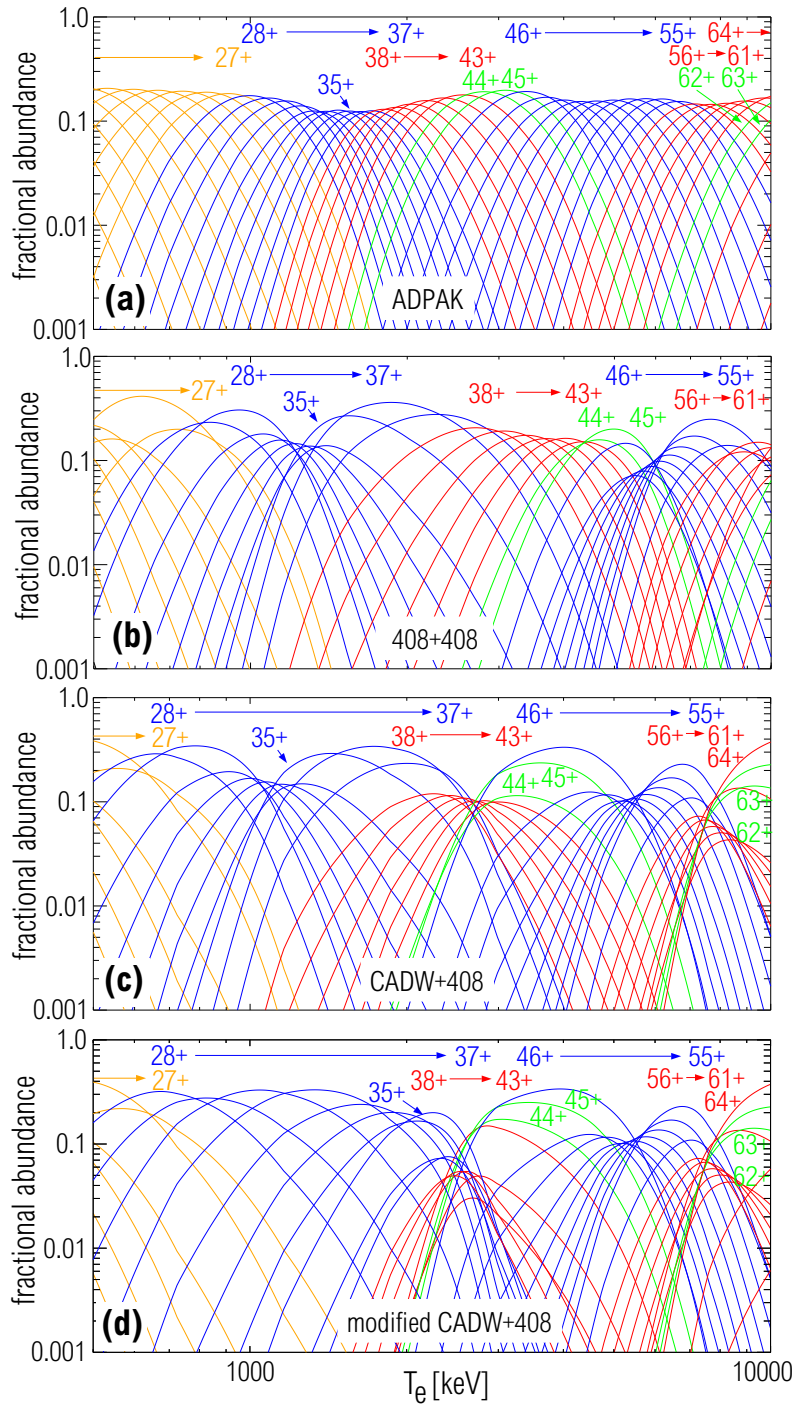 1.0
28+ 37+ 46+ 55+ 64+
27+ 38+ 43+ 56+ 61+
35+ 44+ 45+ 62+ 63+
0.1
fractional abundance
0.01
(a) ADPAK
0.001
1.0
28+ 37+ 46+ 55+
27+ 38+ 43+ 56+ 61+
35+ 44+ 45+
0.1
fractional abundance
0.01
(b) 408+408
0.001
1.0
28+ 37+ 46+ 55+
27+ 35+ 38+ 43+ 56+ 61+
64+
44+ 45+
0.1 63+
62+
fractional abundance
0.01
(c) CADW+408
0.001
1.0
28+ 37+ 46+ 55+
27+ 38+ 43+ 56+ 61+
35+ 45+ 64+
44+
0.1 63+
62+
fractional abundance
0.01
(d) modified CADW+408
0.001
1000 10000
T_e [keV]